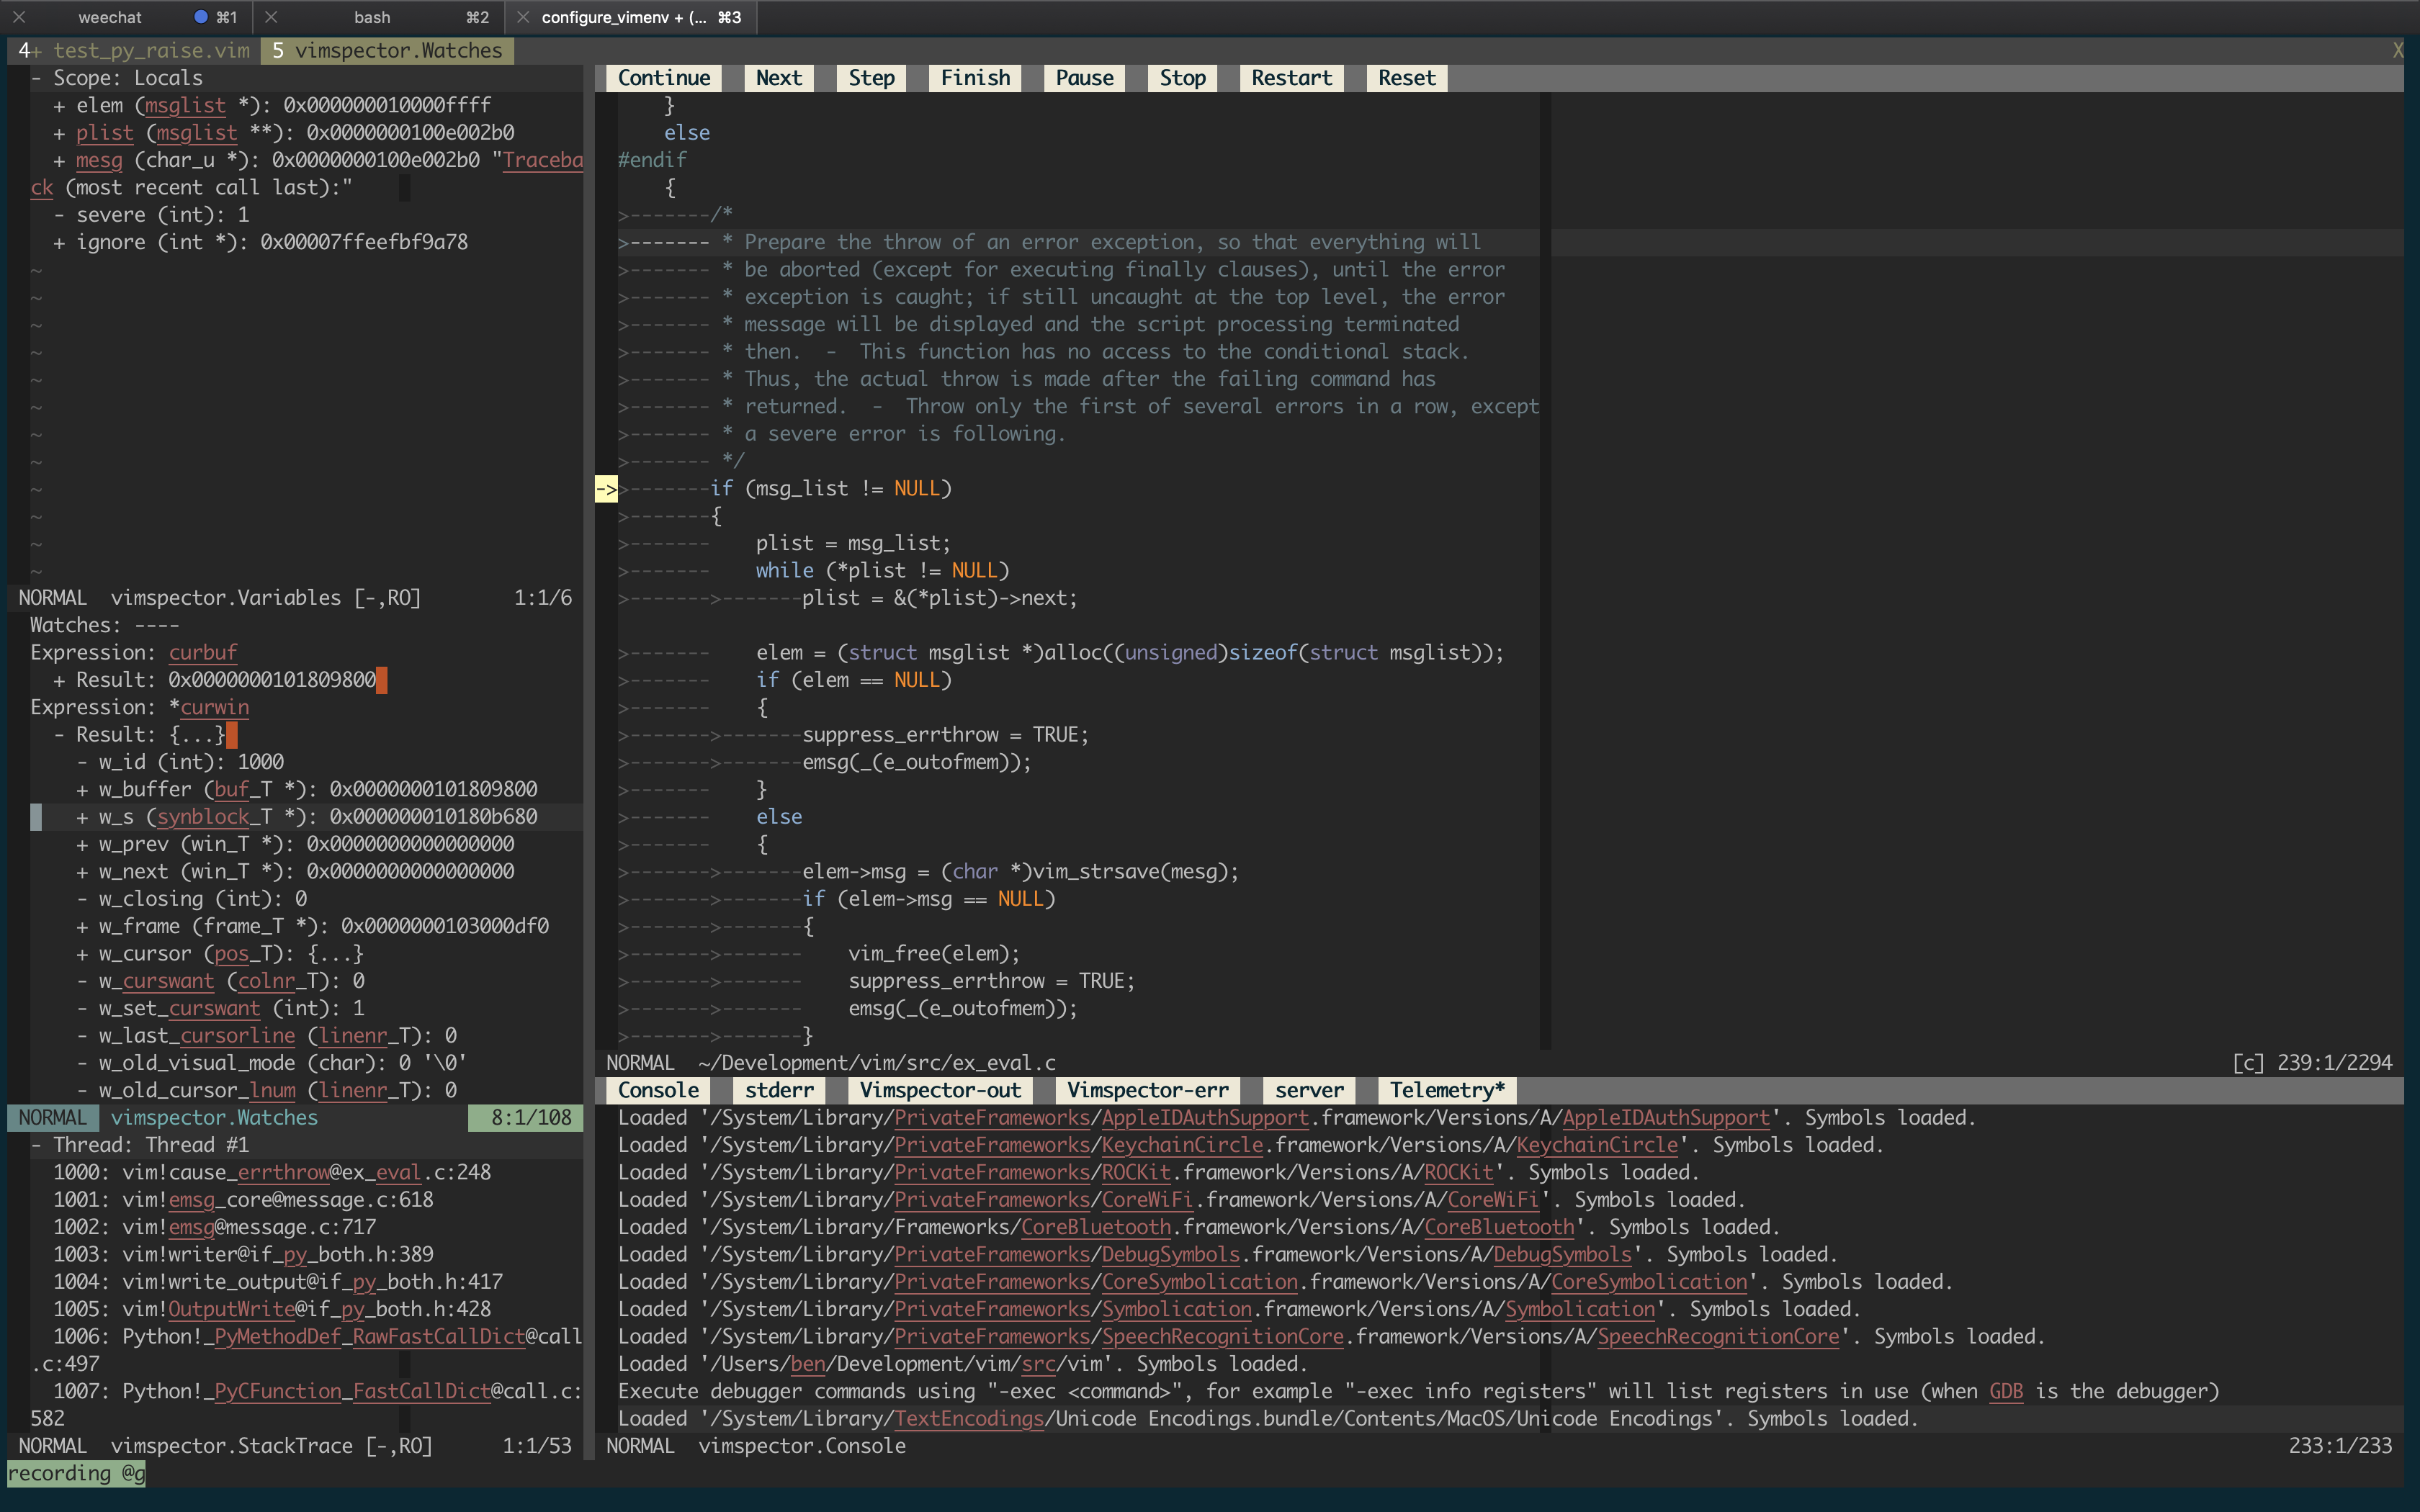 weechat ⌘1 bash ⌘2 configure_vimenv + (... ⌘3
4+ test_py_raise.vim 5 vimspector.Watches X
- Scope: Locals
+ elem (msglist *): 0x000000010000ffff
+ plist (msglist **): 0x0000000100e002b0
+ mesg (char_u *): 0x0000000100e002b0 "Traceba
ck (most recent call last):"
- severe (int): 1
+ ignore (int *): 0x00007ffeefbf9a78
~
~
~
~
~
~
~
~
~
~
~
~
NORMAL vimspector.Variables [-,RO] 1:1/6
Watches: ----
Expression: curbuf
+ Result: 0x0000000101809800
Expression: *curwin
- Result: {...}
- w_id (int): 1000
+ w_buffer (buf_T *): 0x0000000101809800
+ w_s (synblock_T *): 0x000000010180b680
+ w_prev (win_T *): 0x0000000000000000
+ w_next (win_T *): 0x0000000000000000
- w_closing (int): 0
+ w_frame (frame_T *): 0x0000000103000df0
+ w_cursor (pos_T): {...}
- w_curswant (colnr_T): 0
- w_set_curswant (int): 1
- w_last_cursorline (linenr_T): 0
- w_old_visual_mode (char): 0 '\0'
- w_old_cursor_lnum (linenr_T): 0
NORMAL vimspector.Watches 8:1/108
- Thread: Thread #1
1000: vim!cause_errthrow@ex_eval.c:248
1001: vim!emsg_core@message.c:618
1002: vim!emsg@message.c:717
1003: vim!writer@if_py_both.h:389
1004: vim!write_output@if_py_both.h:417
1005: vim!OutputWrite@if_py_both.h:428
1006: Python!_PyMethodDef_RawFastCallDict@call
.c:497
1007: Python!_PyCFunction_FastCallDict@call.c:
582
NORMAL vimspector.StackTrace [-,RO] 1:1/53
recording @g
Continue Next Step Finish Pause Stop Restart Reset
}
else
#endif
{
>-------/*
>------- * Prepare the throw of an error exception, so that everything will
>------- * be aborted (except for executing finally clauses), until the error
>------- * exception is caught; if still uncaught at the top level, the error
>------- * message will be displayed and the script processing terminated
>------- * then.  -  This function has no access to the conditional stack.
>------- * Thus, the actual throw is made after the failing command has
>------- * returned.  -  Throw only the first of several errors in a row, except
>------- * a severe error is following.
>------- */
->>-------if (msg_list != NULL)
>-------{
>------- plist = msg_list;
>------- while (*plist != NULL)
>------->-------plist = &(*plist)->next;
>------- elem = (struct msglist *)alloc((unsigned)sizeof(struct msglist));
>------- if (elem == NULL)
>------- {
>------->-------suppress_errthrow = TRUE;
>------->-------emsg(_(e_outofmem));
>------- }
>------- else
>------- {
>------->-------elem->msg = (char *)vim_strsave(mesg);
>------->-------if (elem->msg == NULL)
>------->-------{
>------->------- vim_free(elem);
>------->------- suppress_errthrow = TRUE;
>------->------- emsg(_(e_outofmem));
>------->-------}
NORMAL ~/Development/vim/src/ex_eval.c [c] 239:1/2294
Console stderr Vimspector-out Vimspector-err server Telemetry*
Loaded '/System/Library/PrivateFrameworks/AppleIDAuthSupport.framework/Versions/A/AppleIDAuthSupport'. Symbols loaded.
Loaded '/System/Library/PrivateFrameworks/KeychainCircle.framework/Versions/A/KeychainCircle'. Symbols loaded.
Loaded '/System/Library/PrivateFrameworks/ROCKit.framework/Versions/A/ROCKit'. Symbols loaded.
Loaded '/System/Library/PrivateFrameworks/CoreWiFi.framework/Versions/A/CoreWiFi'. Symbols loaded.
Loaded '/System/Library/Frameworks/CoreBluetooth.framework/Versions/A/CoreBluetooth'. Symbols loaded.
Loaded '/System/Library/PrivateFrameworks/DebugSymbols.framework/Versions/A/DebugSymbols'. Symbols loaded.
Loaded '/System/Library/PrivateFrameworks/CoreSymbolication.framework/Versions/A/CoreSymbolication'. Symbols loaded.
Loaded '/System/Library/PrivateFrameworks/Symbolication.framework/Versions/A/Symbolication'. Symbols loaded.
Loaded '/System/Library/PrivateFrameworks/SpeechRecognitionCore.framework/Versions/A/SpeechRecognitionCore'. Symbols loaded.
Loaded '/Users/ben/Development/vim/src/vim'. Symbols loaded.
Execute debugger commands using "-exec <command>", for example "-exec info registers" will list registers in use (when GDB is the debugger)
Loaded '/System/Library/TextEncodings/Unicode Encodings.bundle/Contents/MacOS/Unicode Encodings'. Symbols loaded.
NORMAL vimspector.Console 233:1/233